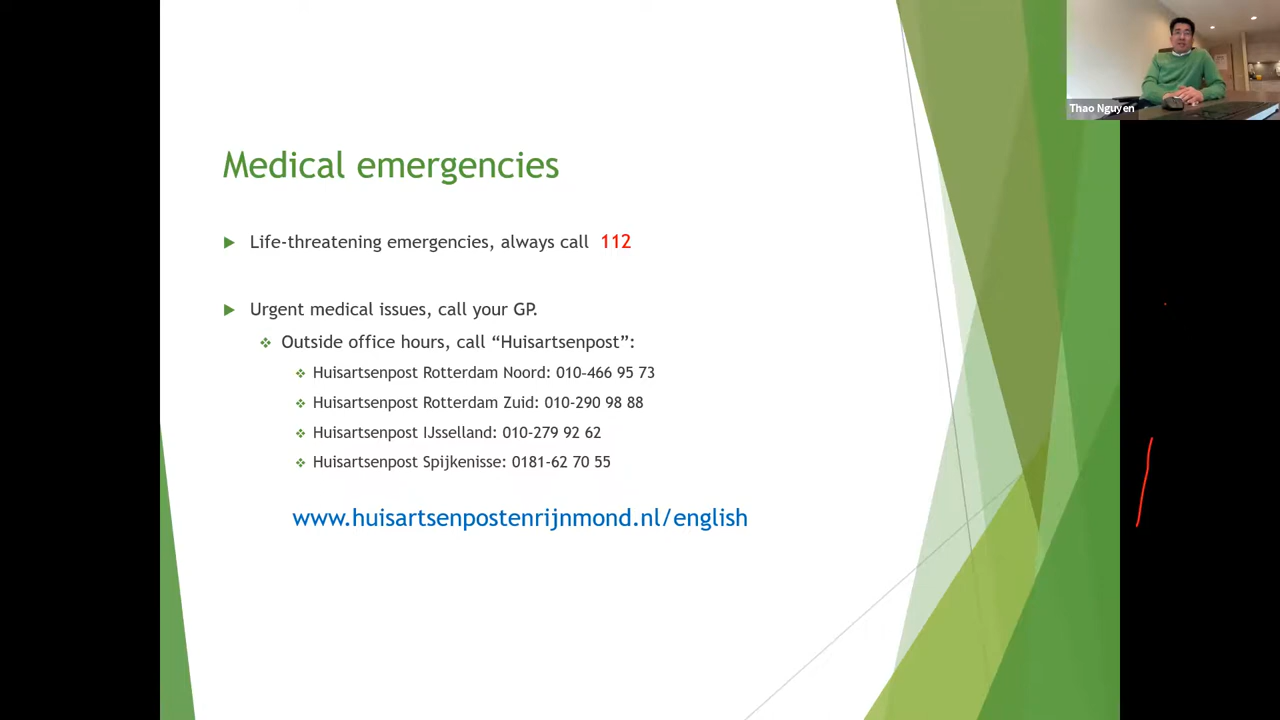 Thao Nguyen
Medical emergencies
Life-threatening emergencies, always call 112
Urgent medical issues, call your GP.
Outside office hours, call “Huisartsenpost”:
Huisartsenpost Rotterdam Noord: 010-466 95 73
Huisartsenpost Rotterdam Zuid: 010-290 98 88
Huisartsenpost IJsselland: 010-279 92 62
Huisartsenpost Spijkenisse: 0181-62 70 55
www.huisartsenpostenrijnmond.nl/english